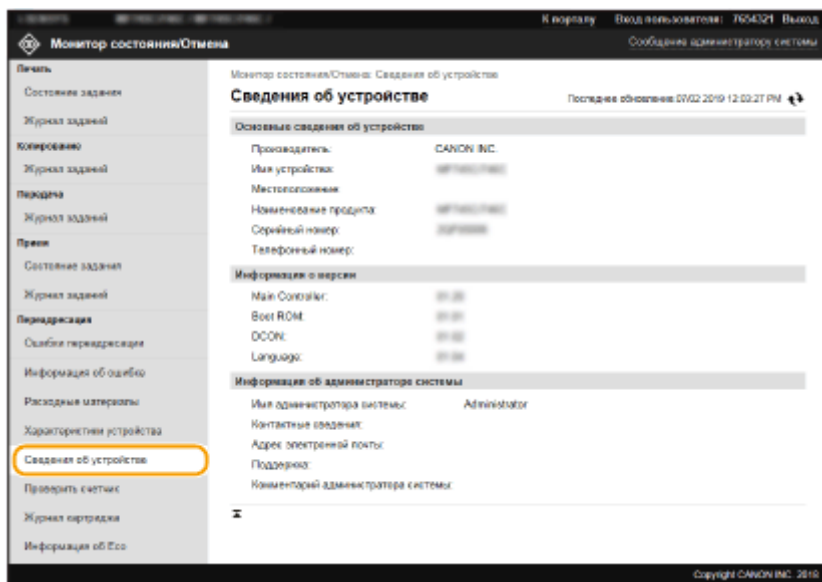 К порталу Вход пользователя: 7654321 Выход
Монитор состояния/Отмена
Сообщение администратору системы
Печать
Состояние задания
Журнал заданий
Копирование
Журнал заданий
Передача
Журнал заданий
Прием
Состояние задания
Журнал заданий
Переадресация
Ошибки переадресации
Информация об ошибке
Расходные материалы
Характеристики устройства
Сведения об устройстве
Проверить счетчик
Журнал картриджа
Информация об Eco
Монитор состояния/Отмена: Сведения об устройстве
Сведения об устройстве
Последнее обновление: 07/02 2019 12:03:27 PM
Основные сведения об устройстве
Производитель: CANON INC.
Имя устройства:
Местоположение:
Наименование продукта:
Серийный номер:
Телефонный номер:
Информация о версии
Main Controller:
Boot ROM:
DCON:
Language:
Информация об администраторе системы
Имя администратора системы: Administrator
Контактные сведения:
Адрес электронной почты:
Поддержка:
Комментарий администратора системы:
Copyright CANON INC. 2018